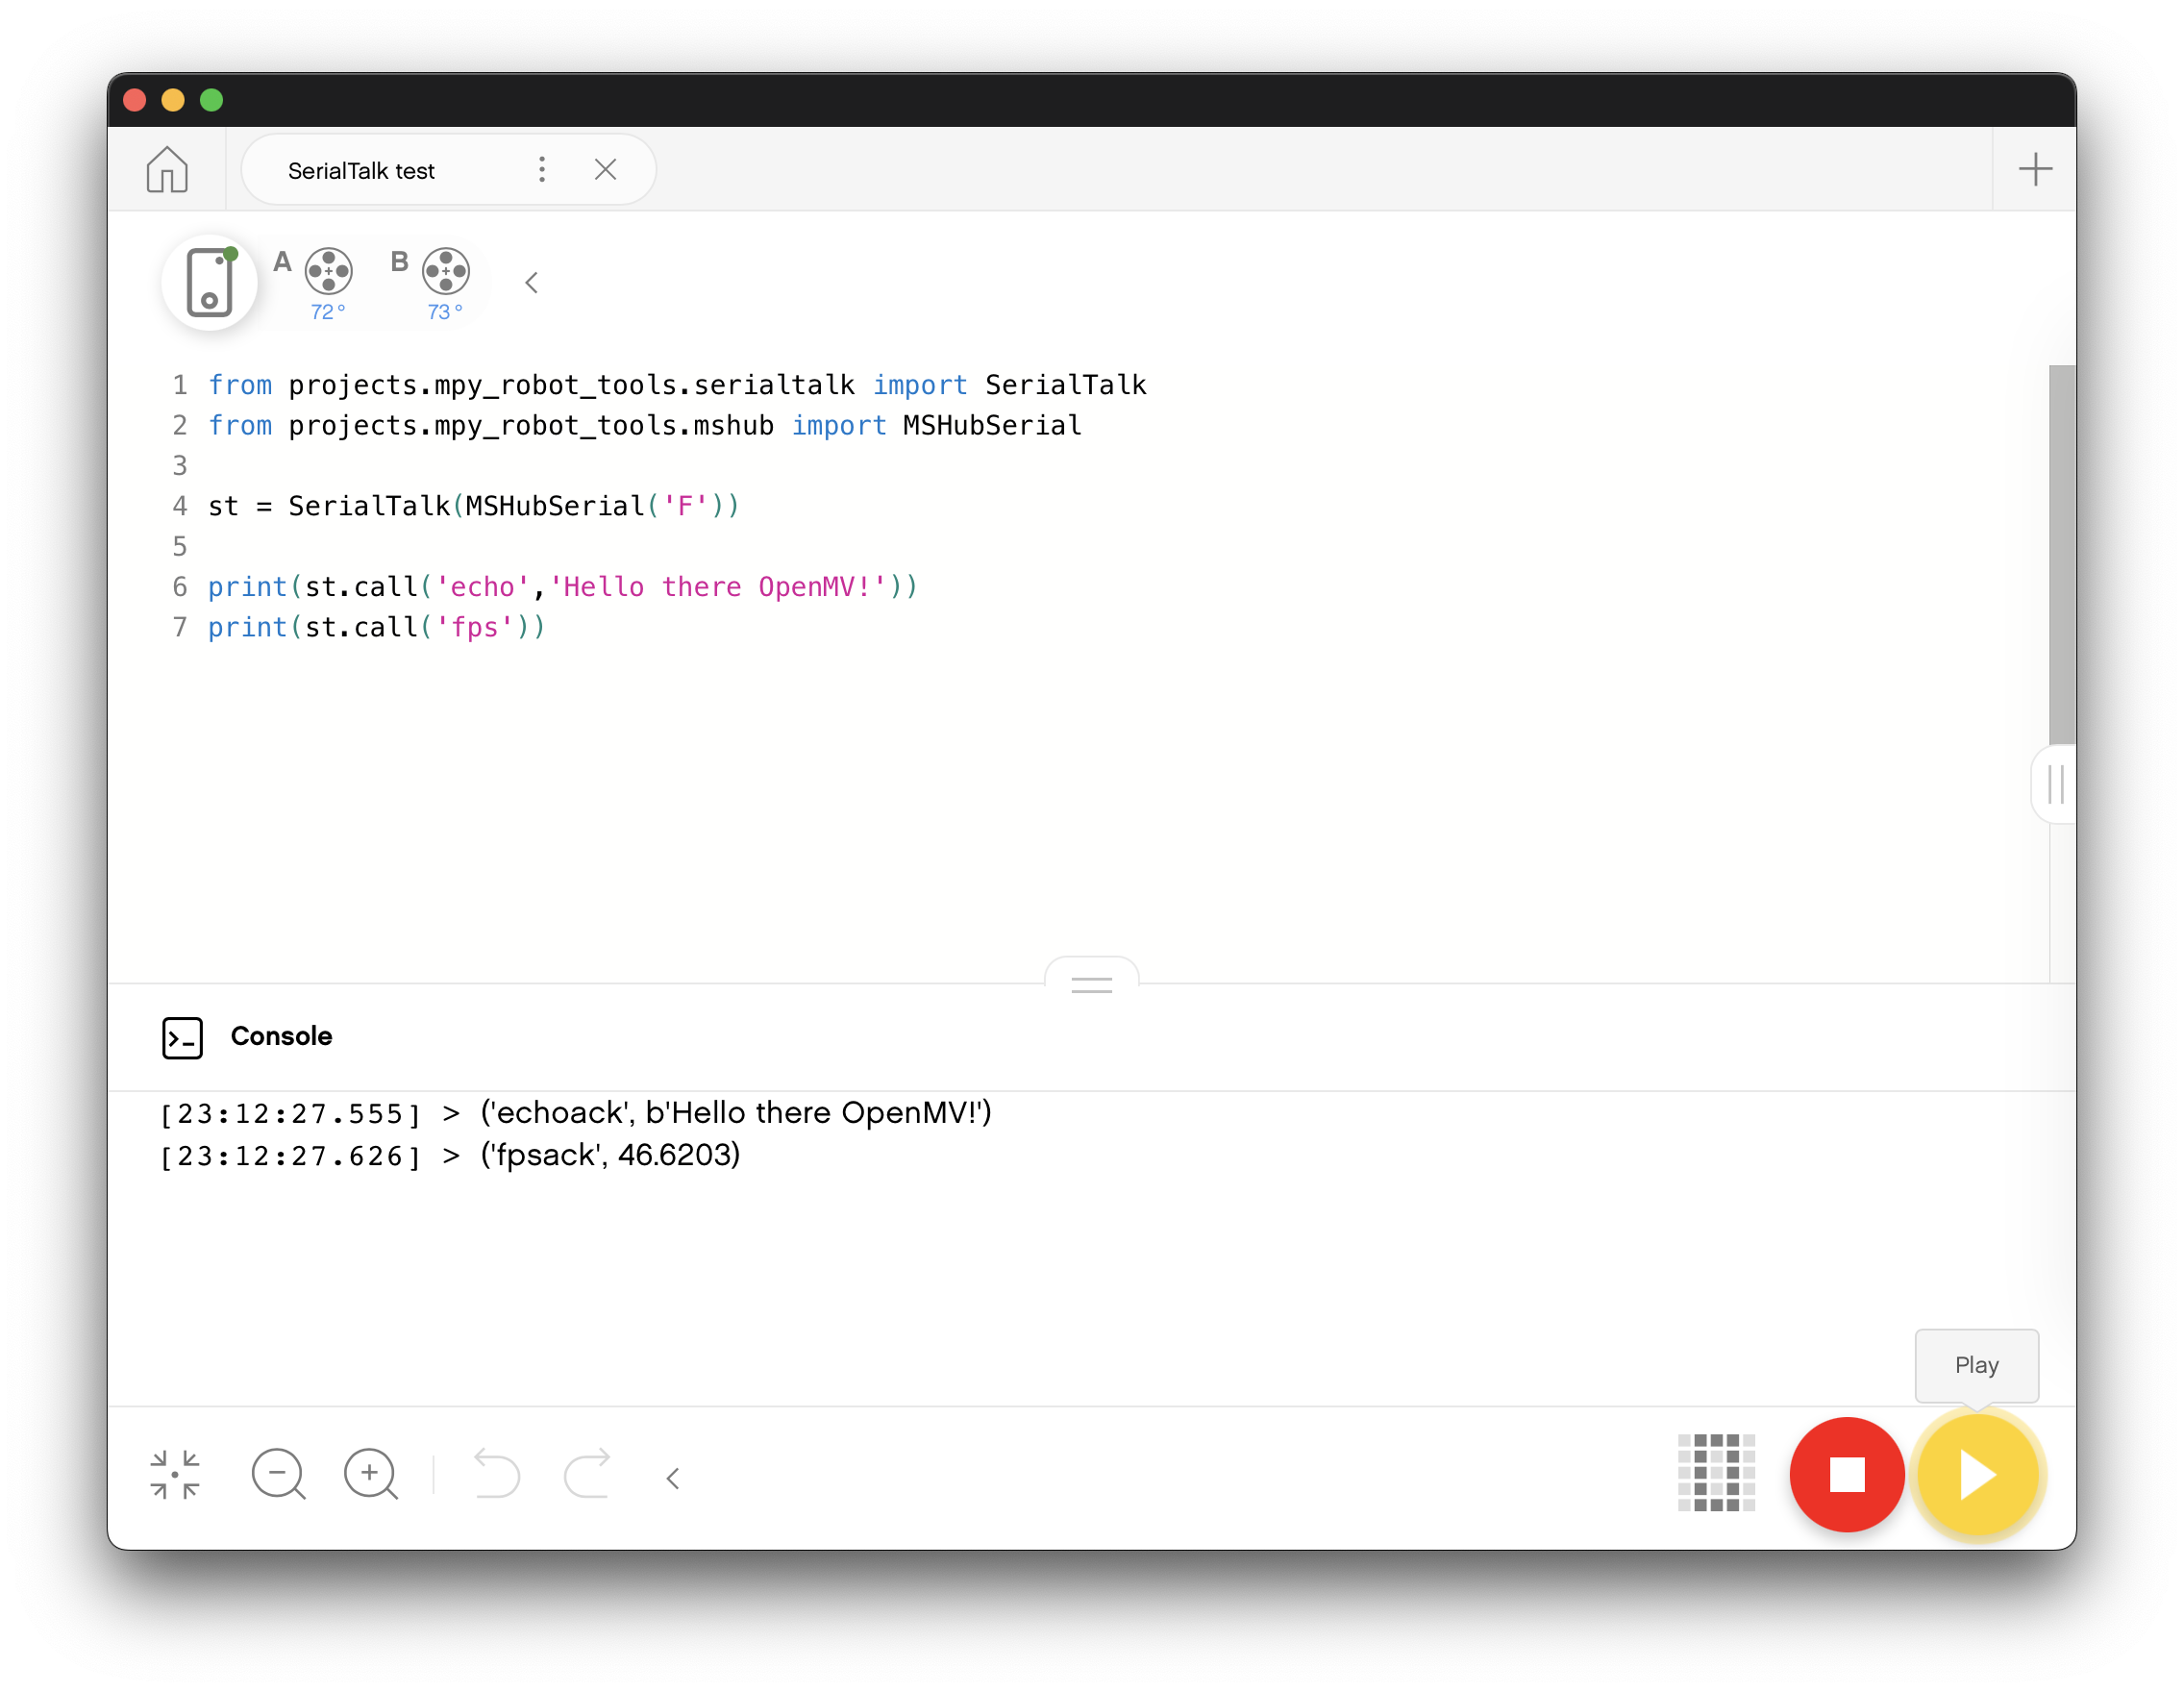 SerialTalk test
A B
72° 73°
1 from projects.mpy_robot_tools.serialtalk import SerialTalk
2 from projects.mpy_robot_tools.mshub import MSHubSerial
3
4 st = SerialTalk(MSHubSerial('F'))
5
6 print(st.call('echo','Hello there OpenMV!'))
7 print(st.call('fps'))
Console
[23:12:27.555] > ('echoack', b'Hello there OpenMV!')
[23:12:27.626] > ('fpsack', 46.6203)
Play